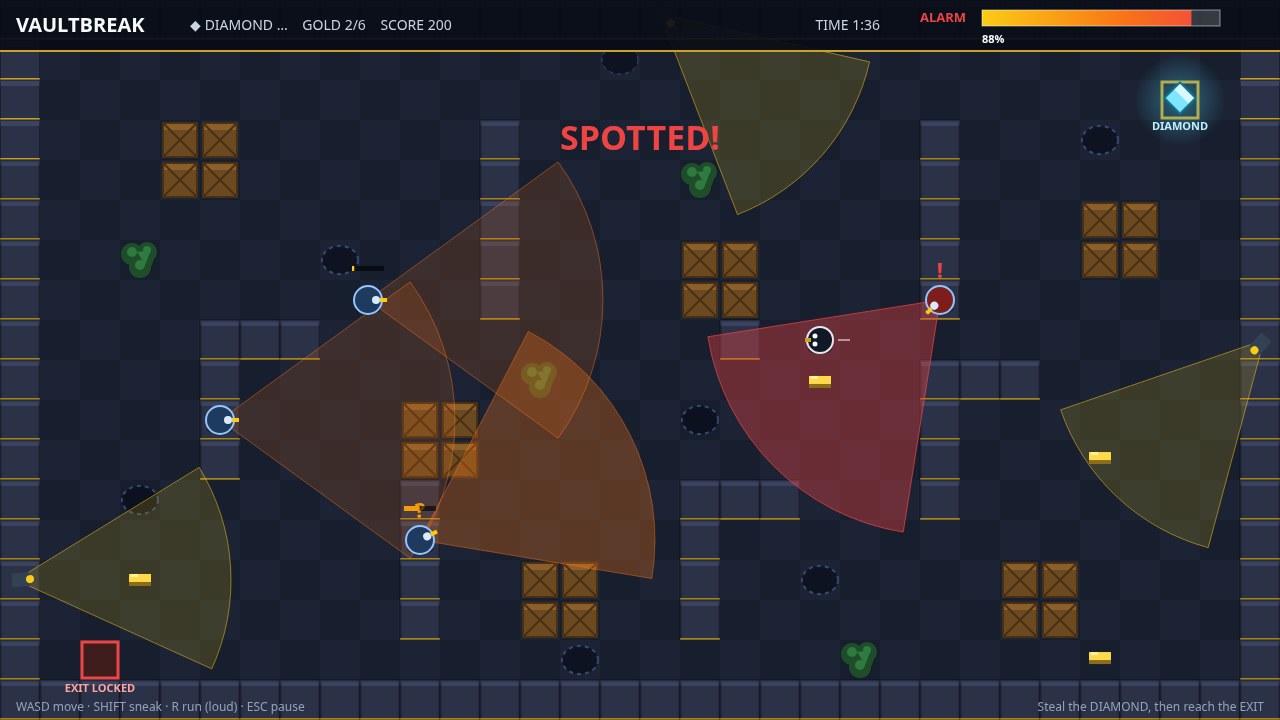 VAULTBREAK
◆ DIAMOND ... GOLD 2/6 SCORE 200
TIME 1:36
ALARM
88%
SPOTTED!
DIAMOND
!
?
EXIT LOCKED
WASD move · SHIFT sneak · R run (loud) · ESC pause
Steal the DIAMOND, then reach the EXIT